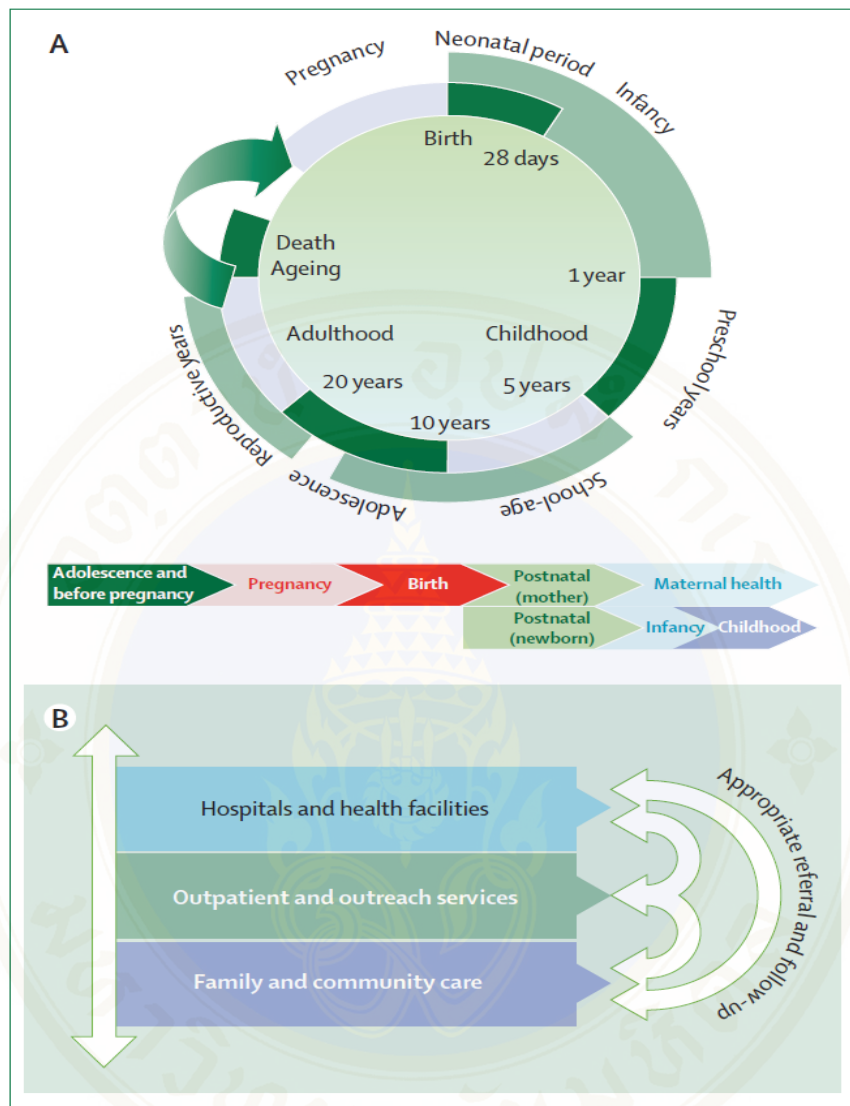 A
Pregnancy
Neonatal period
Infancy
Birth
28 days
Death
Ageing
1 year
Adulthood
Childhood
20 years
5 years
10 years
Preschool years
Reproductive years
Adolescence
School-age
Adolescence and
before pregnancy
Pregnancy
Birth
Postnatal
(mother)
Maternal health
Postnatal
(newborn)
Infancy
Childhood
B
Hospitals and health facilities
Outpatient and outreach services
Family and community care
Appropriate referral and follow-up